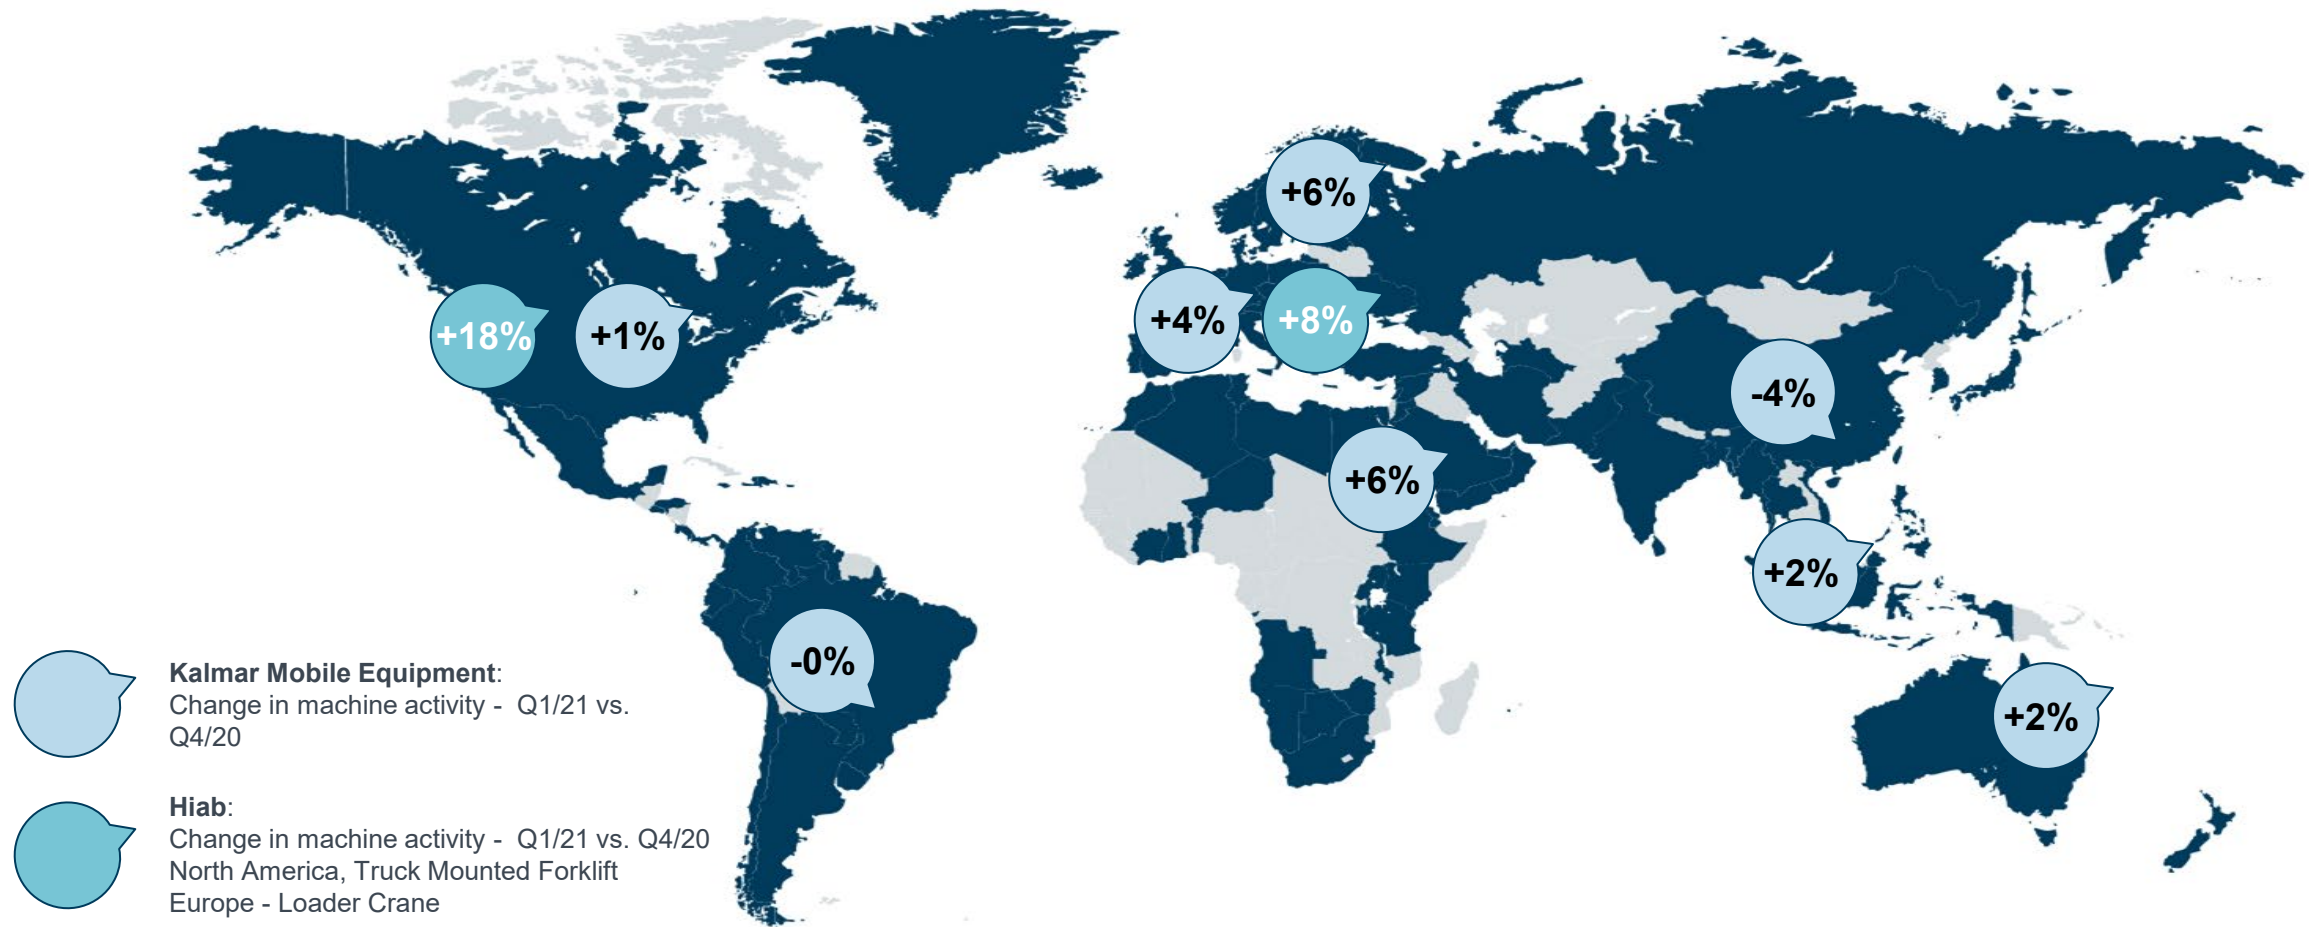 +6%
+4%
+8%
+18%
+1%
-4%
+6%
+2%
-0%
+2%
Kalmar Mobile Equipment:
Change in machine activity - Q1/21 vs.
Q4/20
Hiab:
Change in machine activity - Q1/21 vs. Q4/20
North America, Truck Mounted Forklift
Europe - Loader Crane